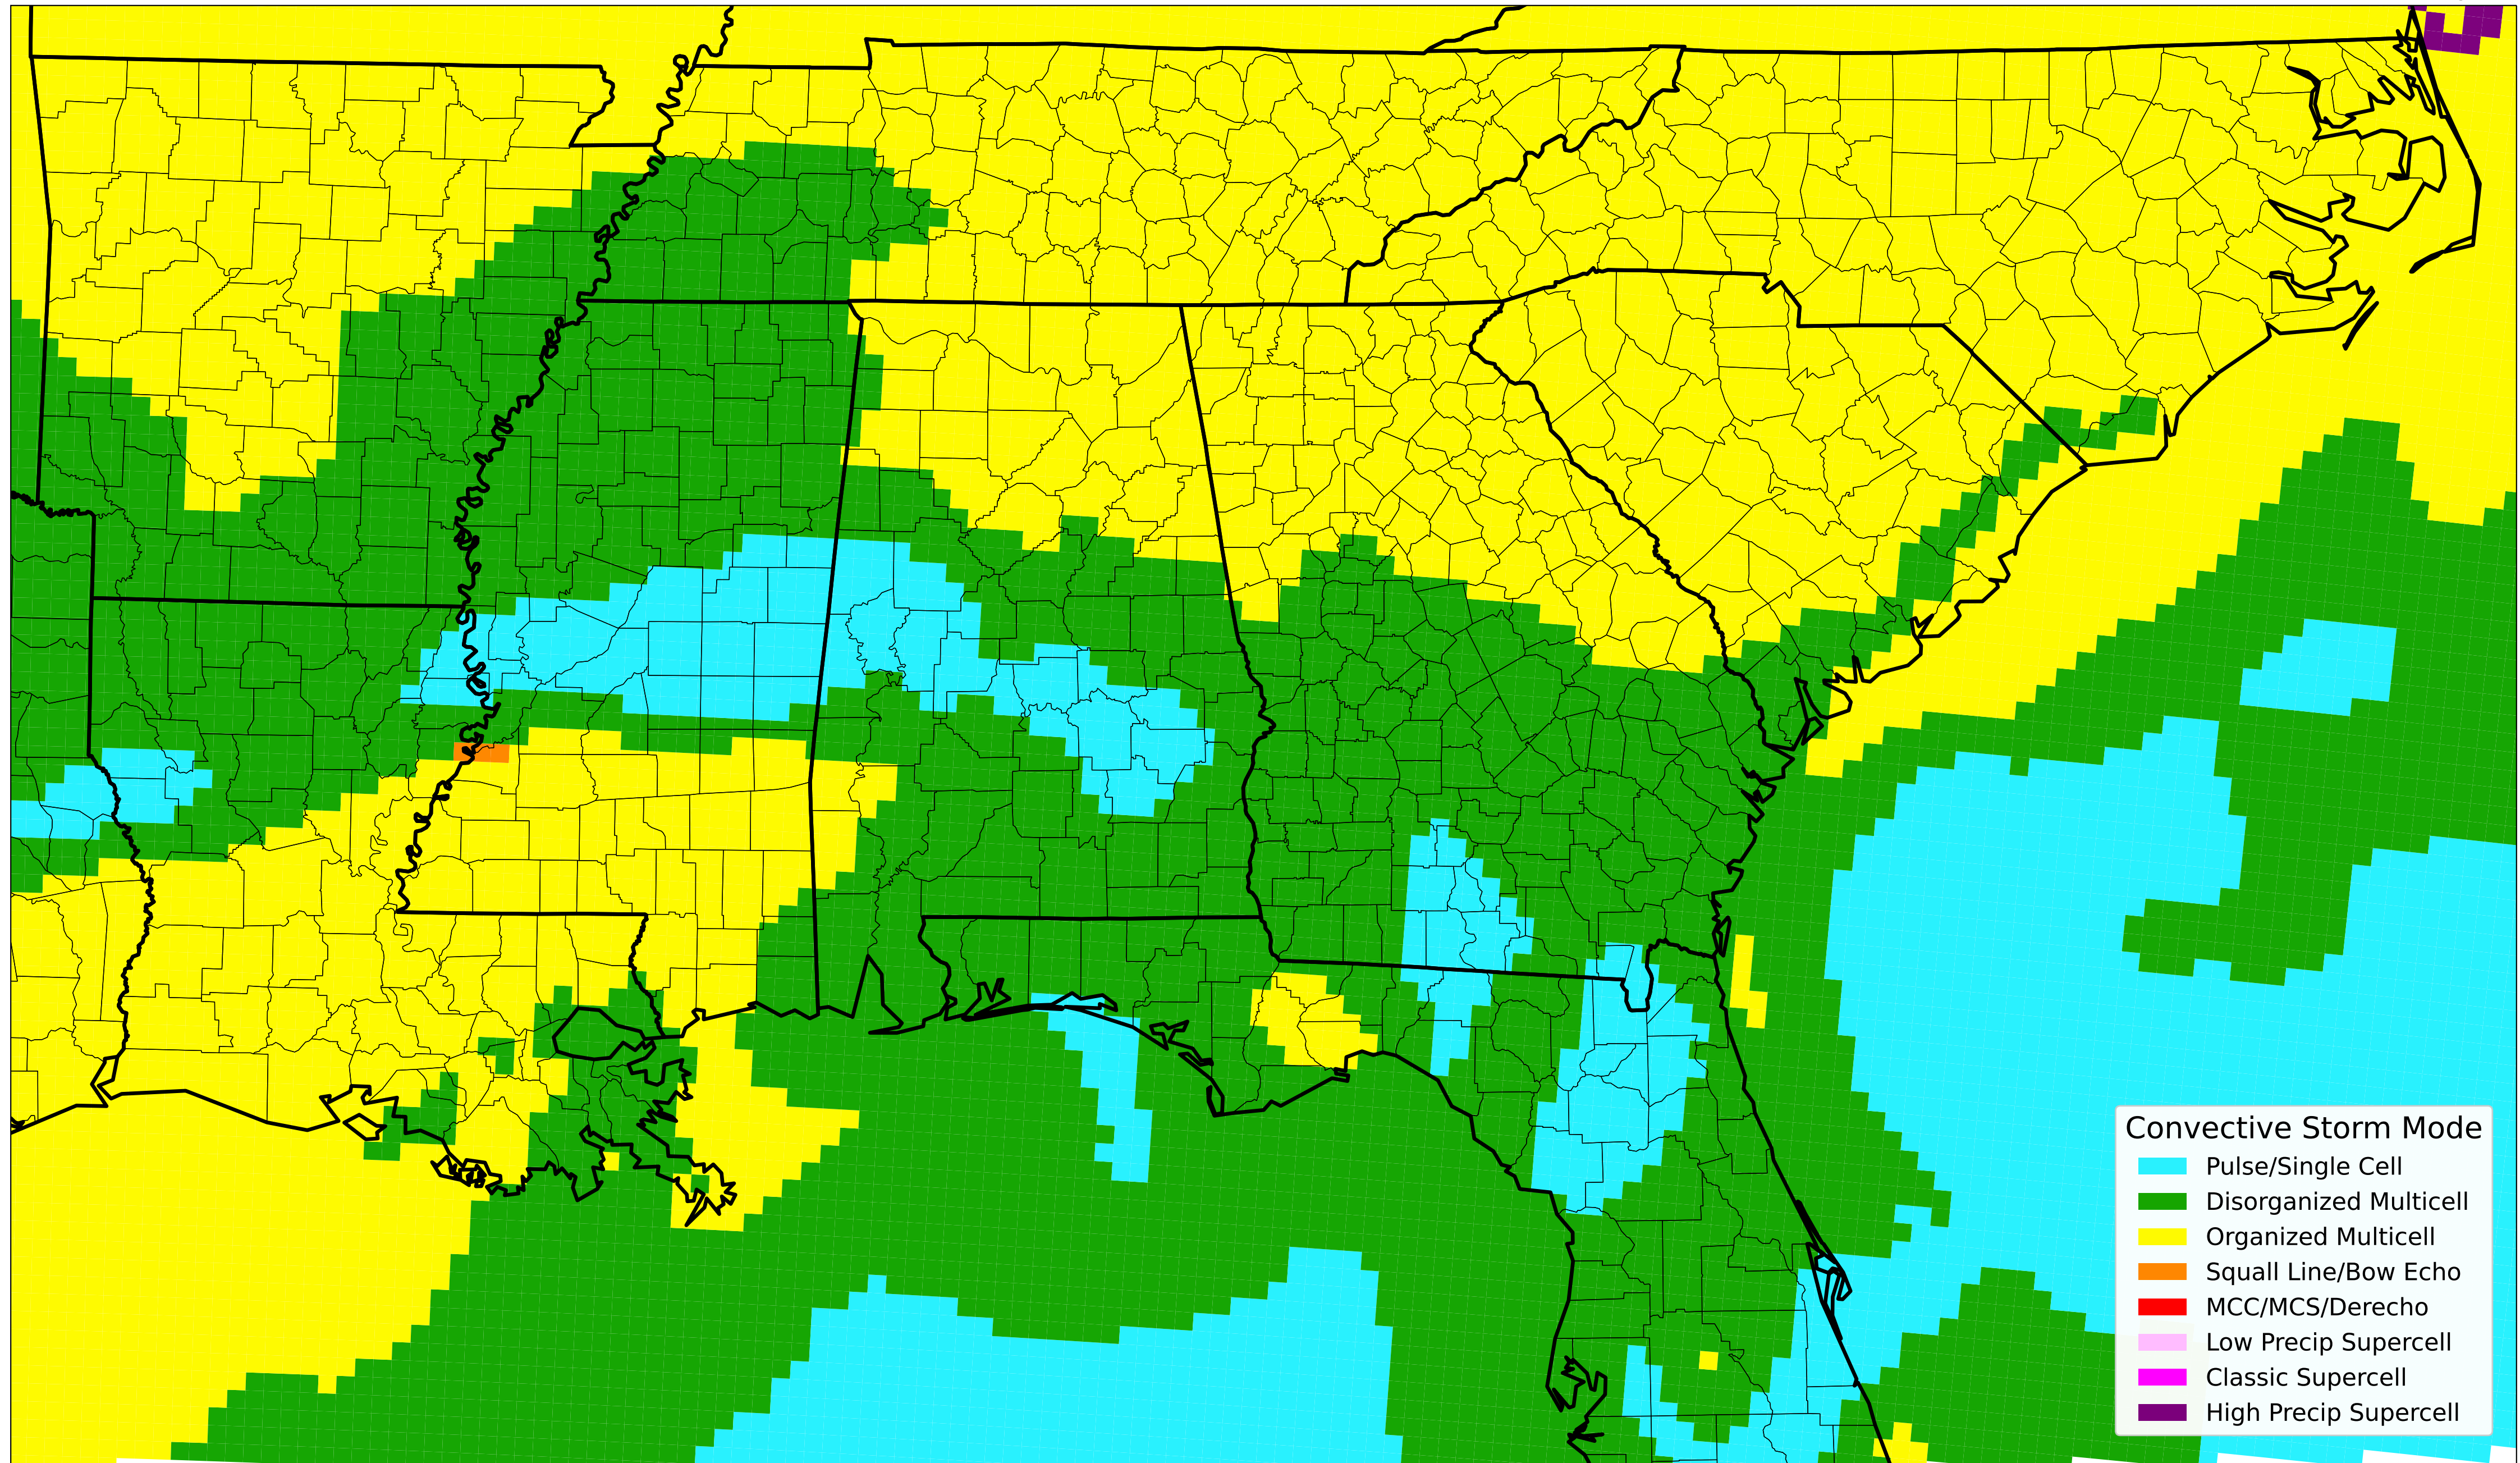 Convective Storm Mode
Pulse/Single Cell
Disorganized Multicell
Organized Multicell
Squall Line/Bow Echo
MCC/MCS/Derecho
Low Precip Supercell
Classic Supercell
High Precip Supercell